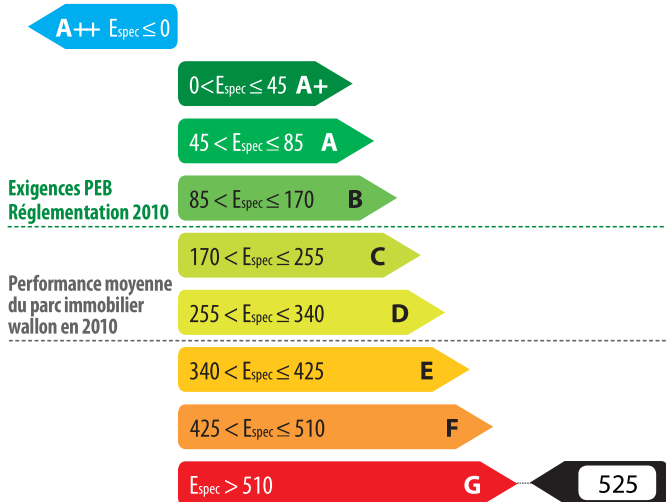 A++ Espec ≤ 0
0<Espec ≤ 45 A+
45 < Espec ≤ 85 A
Exigences PEB
Réglementation 2010
85 < Espec ≤ 170 B
170 < Espec ≤ 255 C
Performance moyenne
du parc immobilier
wallon en 2010
255 < Espec ≤ 340 D
340 < Espec ≤ 425 E
425 < Espec ≤ 510 F
Espec > 510 G
525